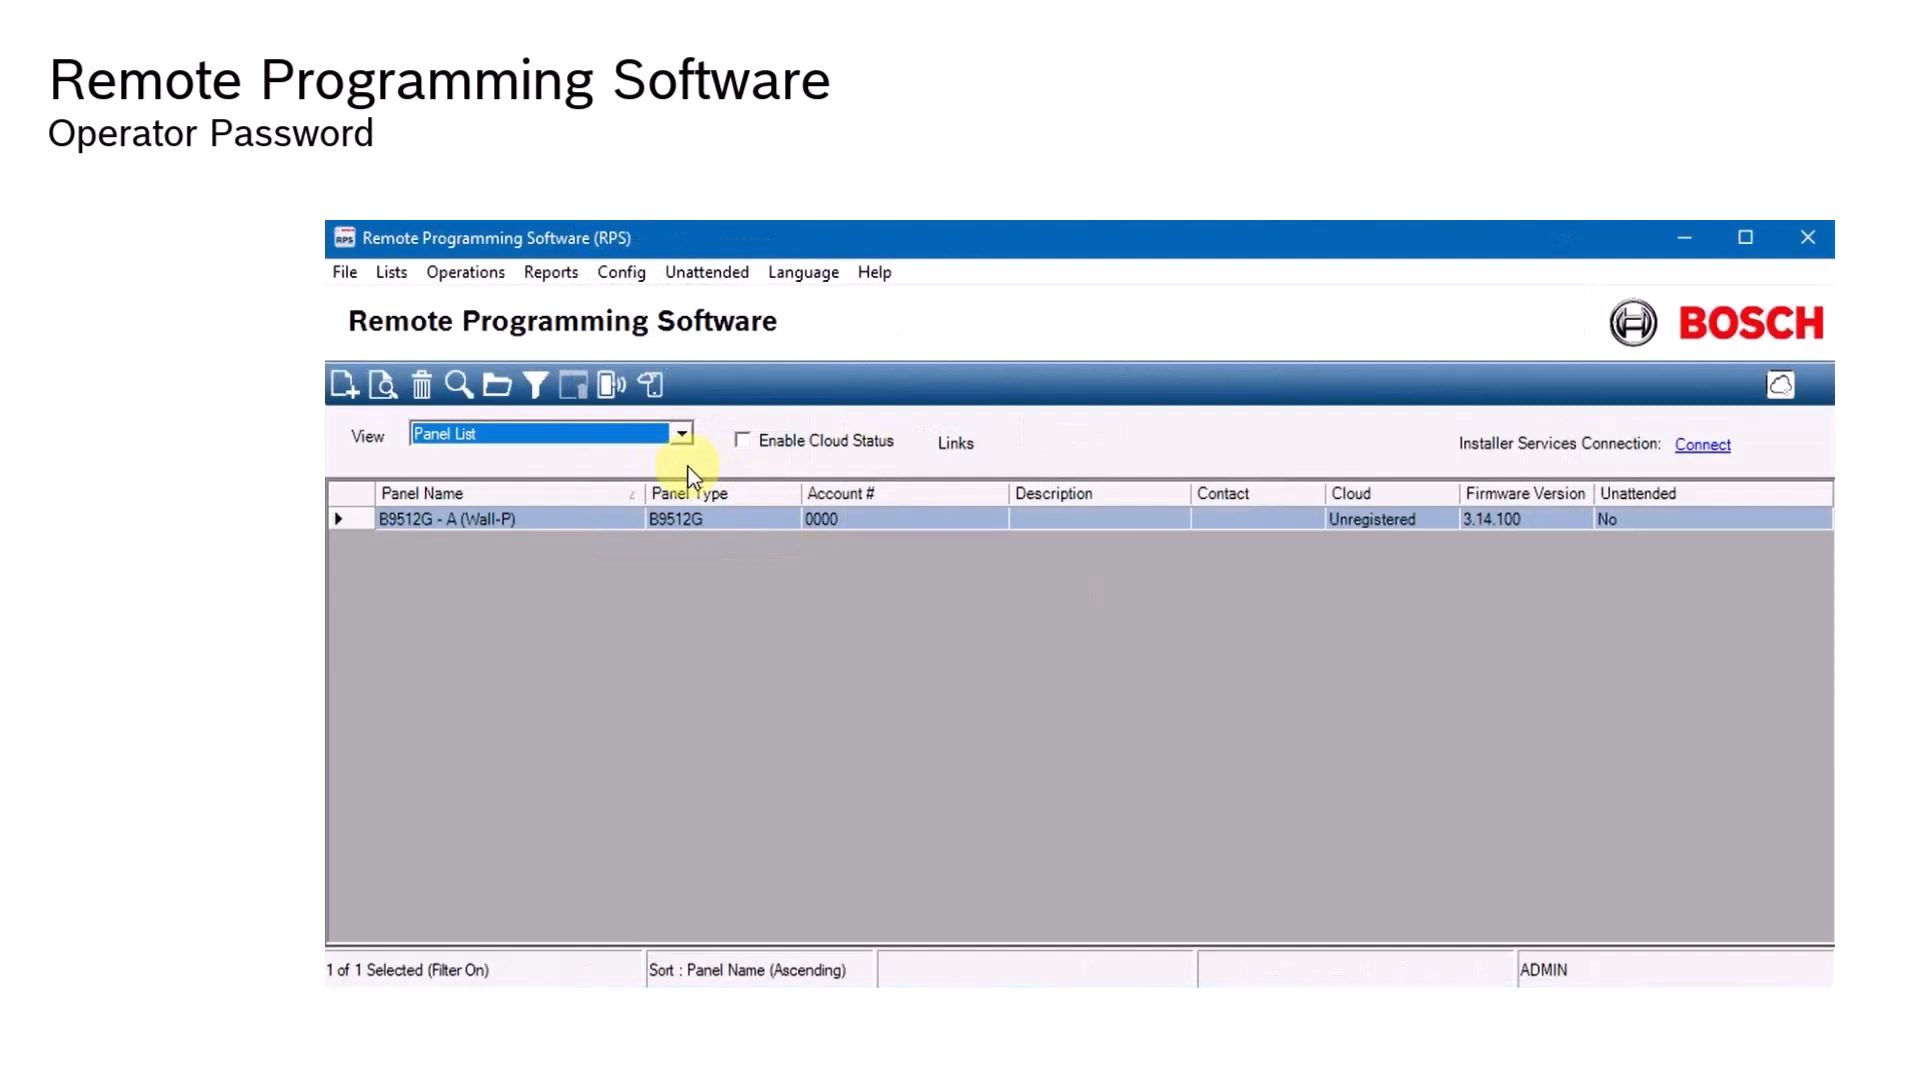 Remote Programming Software
Operator Password
RPS Remote Programming Software (RPS)
File Lists Operations Reports Config Unattended Language Help
Remote Programming Software
BOSCH
View Panel List Enable Cloud Status Links Installer Services Connection: Connect
Panel Name Panel Type Account # Description Contact Cloud Firmware Version Unattended
B9512G - A (Wall-P) B9512G 0000 Unregistered 3.14.100 No
1 of 1 Selected (Filter On) Sort : Panel Name (Ascending) ADMIN